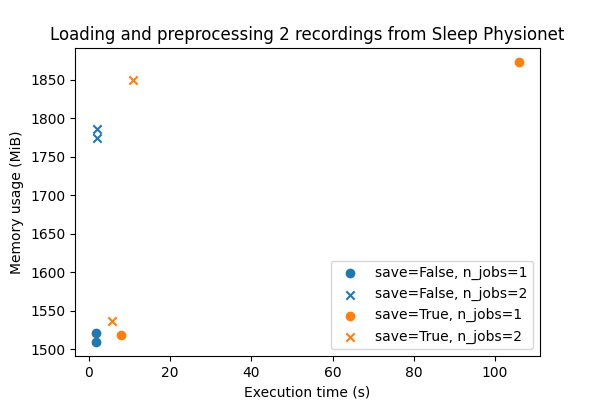 Loading and preprocessing 2 recordings from Sleep Physionet
Memory usage (MiB)
1850
1800
1750
1700
1650
1600
1550
1500
save=False, n_jobs=1
save=False, n_jobs=2
save=True, n_jobs=1
save=True, n_jobs=2
0 20 40 60 80 100
Execution time (s)